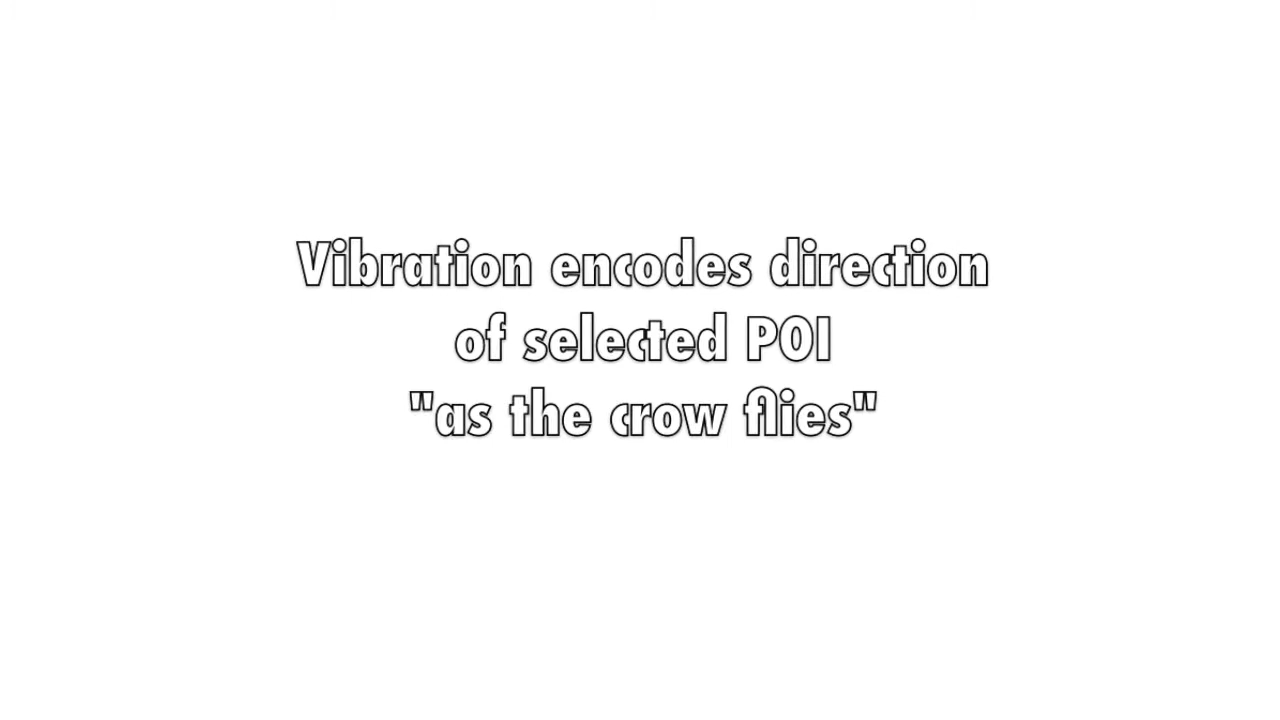 Vibration encodes direction
of selected POI
"as the crow flies"